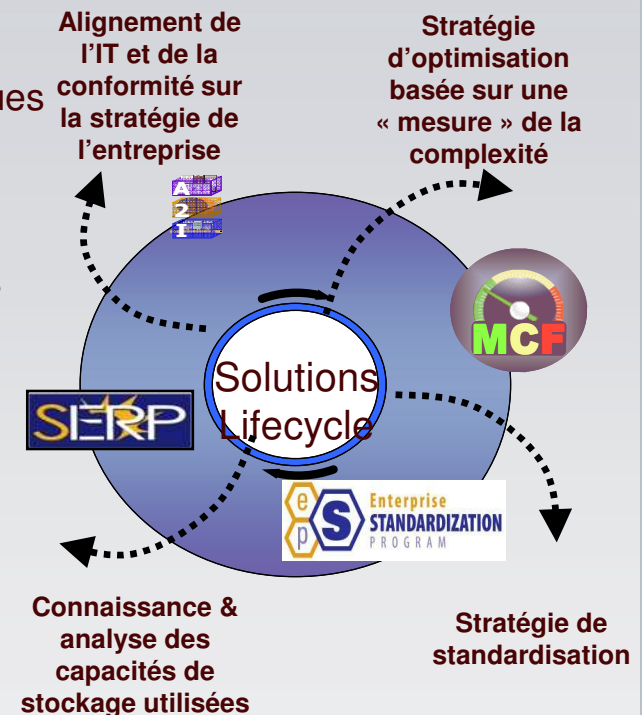 Alignement de
l'IT et de la
conformité sur
la stratégie de
l'entreprise
Stratégie
d'optimisation
basée sur une
« mesure » de la
complexité
ues
A
2
I
MCF
Solutions
Lifecycle
SERP
e
p
S
Enterprise
STANDARDIZATION
PROGRAM
Connaissance &
analyse des
capacités de
stockage utilisées
Stratégie de
standardisation